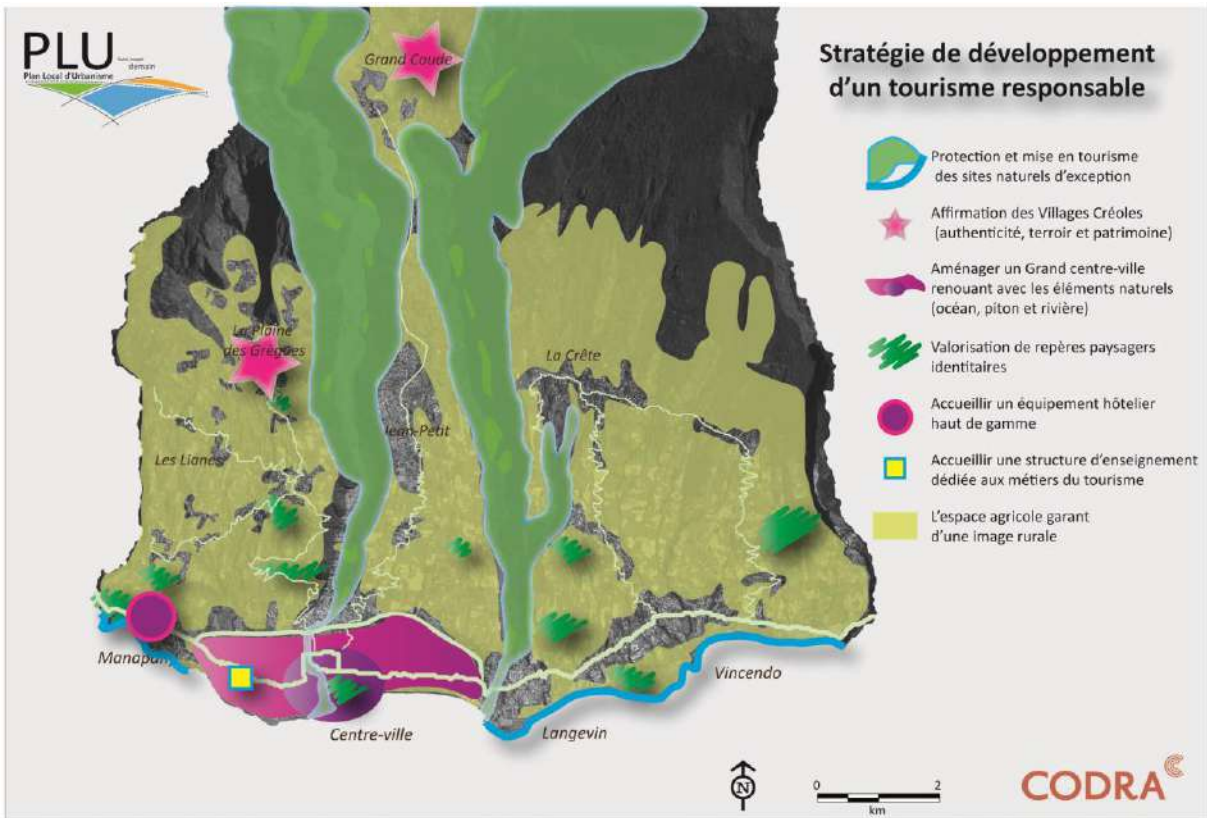 PLU
Saint-Joseph
demain
Plan Local d'Urbanisme
Stratégie de développement
d'un tourisme responsable
Protection et mise en tourisme
des sites naturels d'exception
Affirmation des Villages Créoles
(authenticité, terroir et patrimoine)
Aménager un Grand centre-ville
renouant avec les éléments naturels
(océan, piton et rivière)
Valorisation de repères paysagers
identitaires
Accueillir un équipement hôtelier
haut de gamme
Accueillir une structure d'enseignement
dédiée aux métiers du tourisme
L'espace agricole garant
d'une image rurale
Grand Coude
La Plaine
des Grègues
La Crête
Jean-Petit
Les Lianes
Manapany
Vincendo
Centre-ville
Langevin
N
0 2
km
CODRA